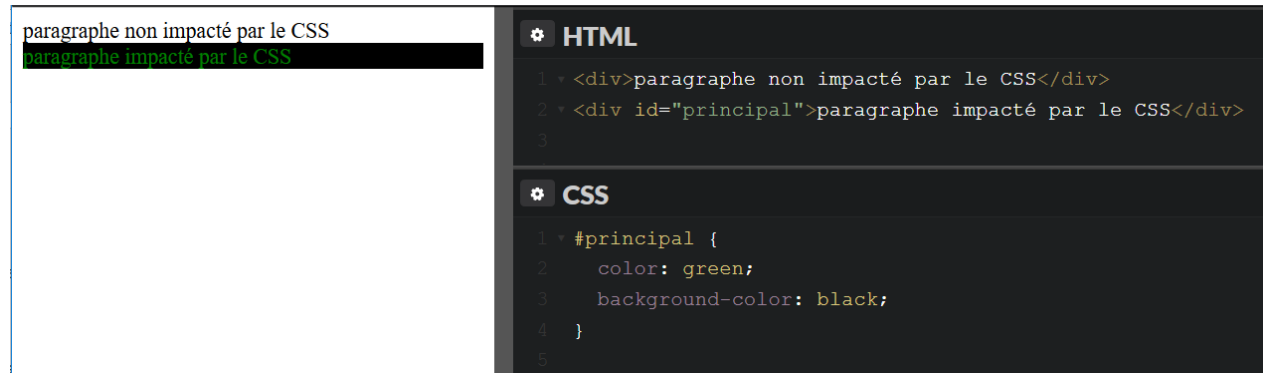 paragraphe non impacté par le CSS
paragraphe impacté par le CSS
HTML
1 <div>paragraphe non impacté par le CSS</div>
2 <div id="principal">paragraphe impacté par le CSS</div>
3
CSS
1 #principal {
2 color: green;
3 background-color: black;
4 }
5